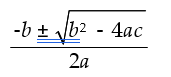 -b ± √b² - 4ac
2a